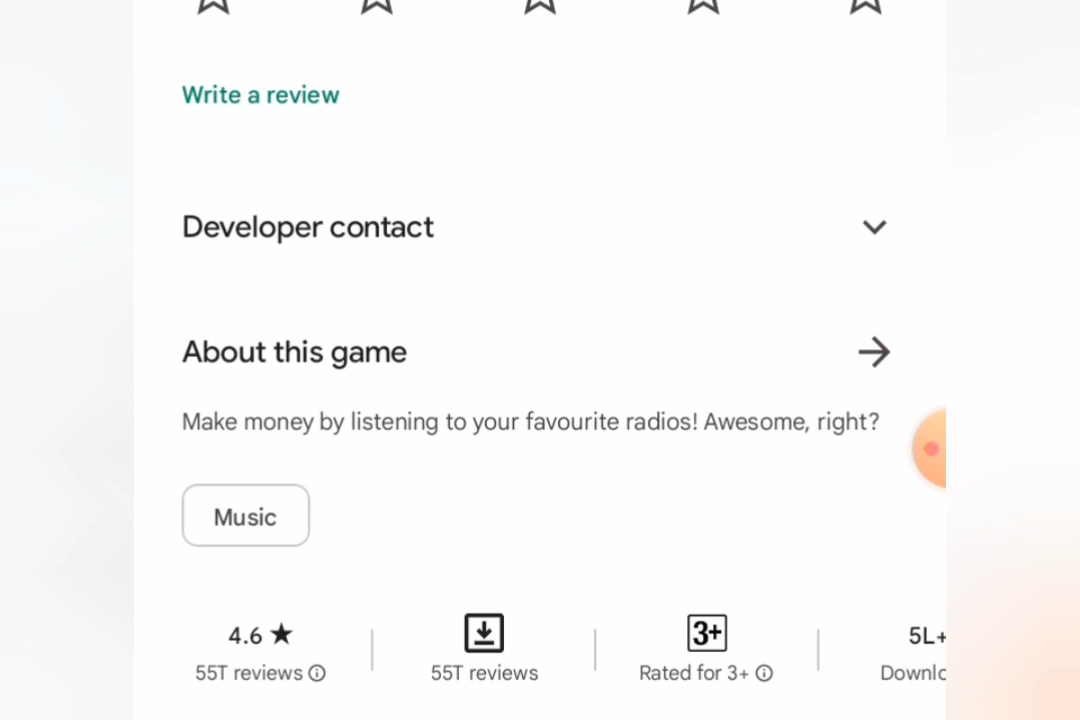 Write a review
Developer contact
About this game
Make money by listening to your favourite radios! Awesome, right?
Music
4.6 ★
55T reviews
55T reviews
3+
Rated for 3+
5L+
Downlo